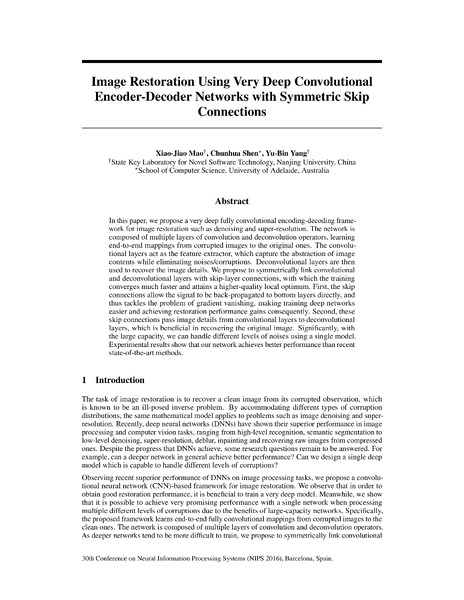 Image Restoration Using Very Deep Convolutional
Encoder-Decoder Networks with Symmetric Skip
Connections
Xiao-Jiao Mao†, Chunhua Shen⋆, Yu-Bin Yang†
†State Key Laboratory for Novel Software Technology, Nanjing University, China
⋆School of Computer Science, University of Adelaide, Australia
Abstract
In this paper, we propose a very deep fully convolutional encoding-decoding frame-
work for image restoration such as denoising and super-resolution. The network is
composed of multiple layers of convolution and deconvolution operators, learning
end-to-end mappings from corrupted images to the original ones. The convolu-
tional layers act as the feature extractor, which capture the abstraction of image
contents while eliminating noises/corruptions. Deconvolutional layers are then
used to recover the image details. We propose to symmetrically link convolutional
and deconvolutional layers with skip-layer connections, with which the training
converges much faster and attains a higher-quality local optimum. First, the skip
connections allow the signal to be back-propagated to bottom layers directly, and
thus tackles the problem of gradient vanishing, making training deep networks
easier and achieving restoration performance gains consequently. Second, these
skip connections pass image details from convolutional layers to deconvolutional
layers, which is beneficial in recovering the original image. Significantly, with
the large capacity, we can handle different levels of noises using a single model.
Experimental results show that our network achieves better performance than recent
state-of-the-art methods.
1 Introduction
The task of image restoration is to recover a clean image from its corrupted observation, which
is known to be an ill-posed inverse problem. By accommodating different types of corruption
distributions, the same mathematical model applies to problems such as image denoising and super-
resolution. Recently, deep neural networks (DNNs) have shown their superior performance in image
processing and computer vision tasks, ranging from high-level recognition, semantic segmentation to
low-level denoising, super-resolution, deblur, inpainting and recovering raw images from compressed
ones. Despite the progress that DNNs achieve, some research questions remain to be answered. For
example, can a deeper network in general achieve better performance? Can we design a single deep
model which is capable to handle different levels of corruptions?
Observing recent superior performance of DNNs on image processing tasks, we propose a convolu-
tional neural network (CNN)-based framework for image restoration. We observe that in order to
obtain good restoration performance, it is beneficial to train a very deep model. Meanwhile, we show
that it is possible to achieve very promising performance with a single network when processing
multiple different levels of corruptions due to the benefits of large-capacity networks. Specifically,
the proposed framework learns end-to-end fully convolutional mappings from corrupted images to the
clean ones. The network is composed of multiple layers of convolution and deconvolution operators.
As deeper networks tend to be more difficult to train, we propose to symmetrically link convolutional
30th Conference on Neural Information Processing Systems (NIPS 2016), Barcelona, Spain.